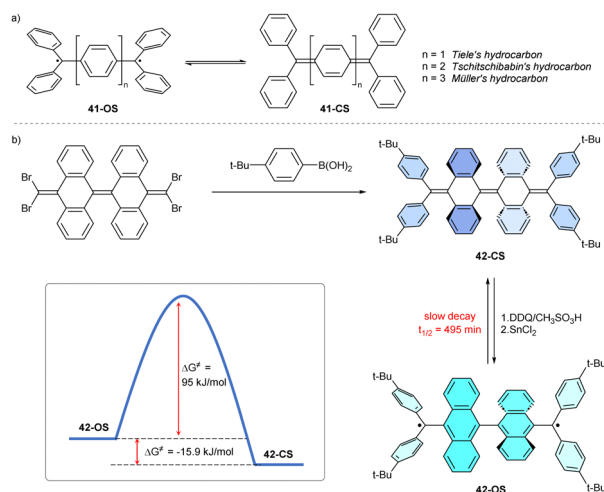 a)
n
41-OS
n
41-CS
n = 1 Tiele's hydrocarbon
n = 2 Tschitschibabin's hydrocarbon
n = 3 Müller's hydrocarbon
b)
Br
Br
Br
Br
t-Bu
B(OH)2
t-Bu
t-Bu
t-Bu
t-Bu
42-CS
slow decay
t1/2 = 495 min
1.DDQ/CH3SO3H
2.SnCl2
ΔG≠ =
95 kJ/mol
42-OS
42-CS
ΔG≠ = -15.9 kJ/mol
t-Bu
t-Bu
t-Bu
t-Bu
42-OS